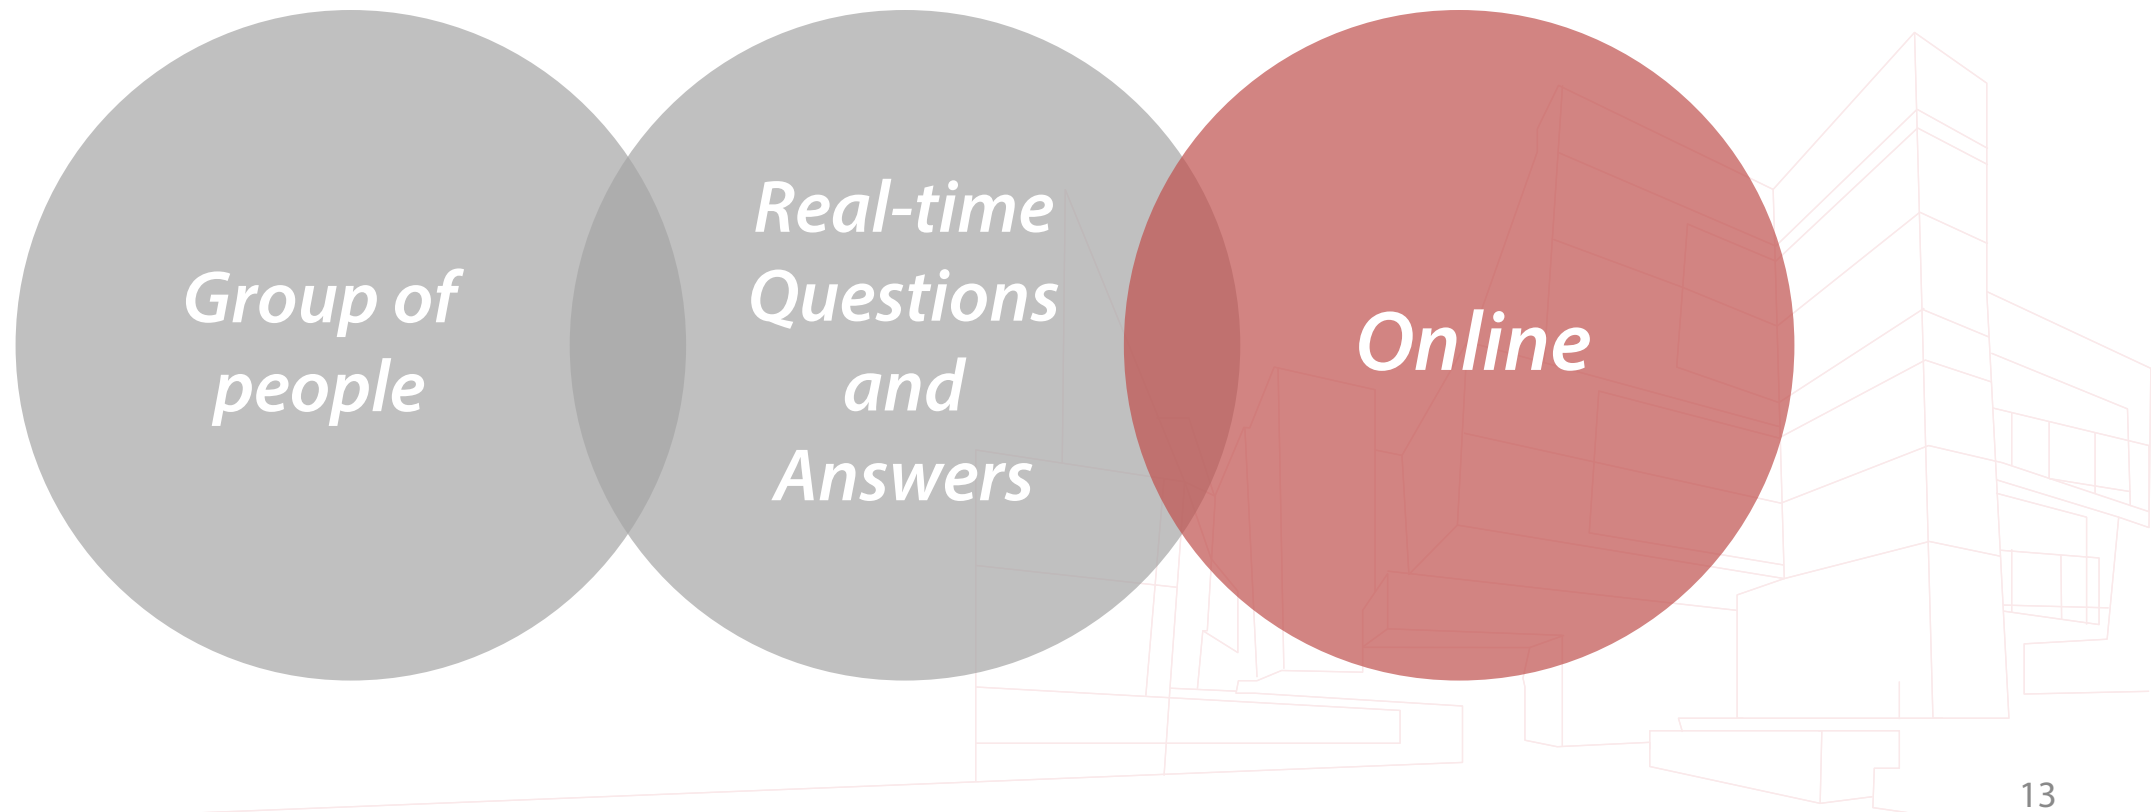 Group of
people
Real-time
Questions
and
Answers
Online
13